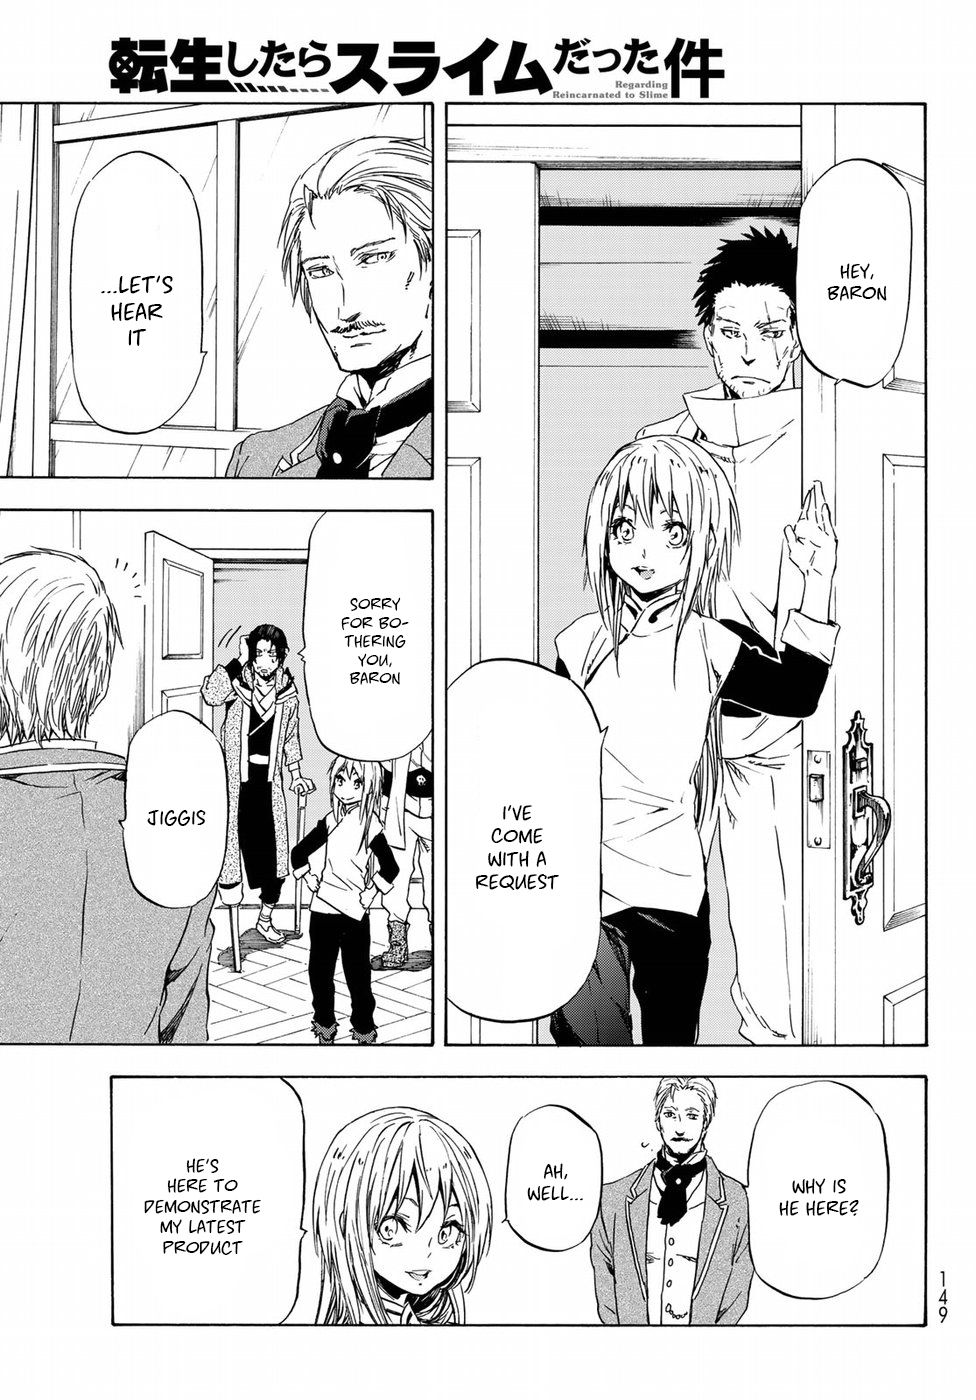 転生したらスライムだった件
Regarding
Reincarnated to Slime
HEY,
BARON
I'VE
COME
WITH A
REQUEST
...LET'S
HEAR
IT
SORRY
FOR BO-
THERING
YOU,
BARON
JIGGIS
WHY IS
HE HERE?
AH,
WELL...
HE'S
HERE TO
DEMONSTRATE
MY LATEST
PRODUCT
149